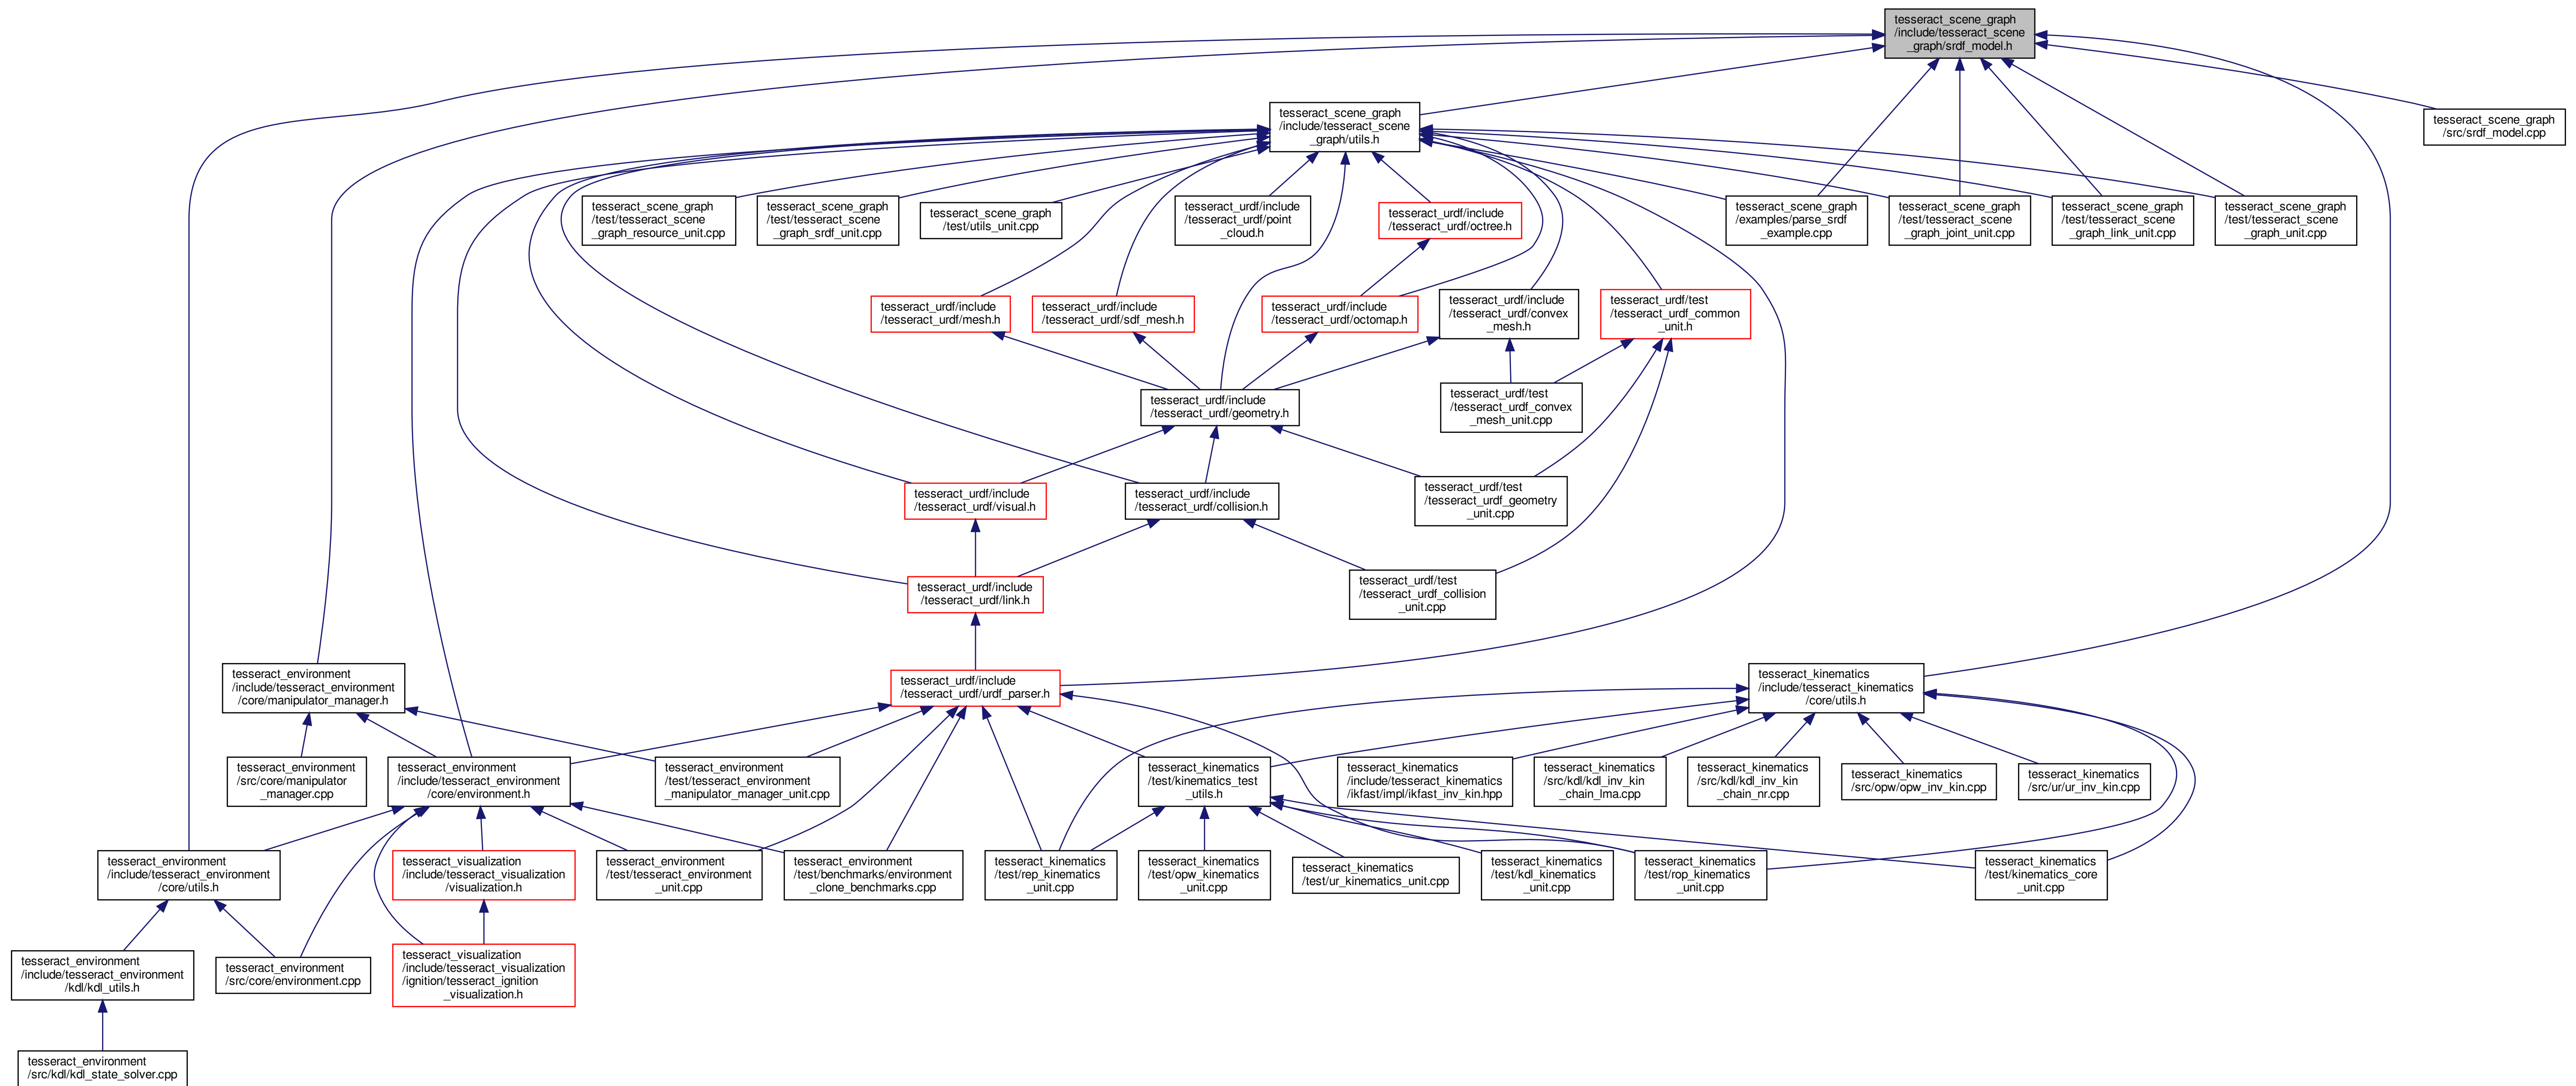 tesseract_scene_graph
/include/tesseract_scene
_graph/srdf_model.h
tesseract_scene_graph
/include/tesseract_scene
_graph/utils.h
tesseract_scene_graph
/src/srdf_model.cpp
tesseract_scene_graph
/test/tesseract_scene
_graph_resource_unit.cpp
tesseract_scene_graph
/test/tesseract_scene
_graph_srdf_unit.cpp
tesseract_scene_graph
/test/utils_unit.cpp
tesseract_urdf/include
/tesseract_urdf/point
_cloud.h
tesseract_urdf/include
/tesseract_urdf/octree.h
tesseract_scene_graph
/examples/parse_srdf
_example.cpp
tesseract_scene_graph
/test/tesseract_scene
_graph_joint_unit.cpp
tesseract_scene_graph
/test/tesseract_scene
_graph_link_unit.cpp
tesseract_scene_graph
/test/tesseract_scene
_graph_unit.cpp
tesseract_urdf/include
/tesseract_urdf/mesh.h
tesseract_urdf/include
/tesseract_urdf/sdf_mesh.h
tesseract_urdf/include
/tesseract_urdf/octomap.h
tesseract_urdf/include
/tesseract_urdf/convex
_mesh.h
tesseract_urdf/test
/tesseract_urdf_common
_unit.h
tesseract_urdf/include
/tesseract_urdf/geometry.h
tesseract_urdf/test
/tesseract_urdf_convex
_mesh_unit.cpp
tesseract_urdf/include
/tesseract_urdf/visual.h
tesseract_urdf/include
/tesseract_urdf/collision.h
tesseract_urdf/test
/tesseract_urdf_geometry
_unit.cpp
tesseract_urdf/include
/tesseract_urdf/link.h
tesseract_urdf/test
/tesseract_urdf_collision
_unit.cpp
tesseract_environment
/include/tesseract_environment
/core/manipulator_manager.h
tesseract_urdf/include
/tesseract_urdf/urdf_parser.h
tesseract_kinematics
/include/tesseract_kinematics
/core/utils.h
tesseract_environment
/src/core/manipulator
_manager.cpp
tesseract_environment
/include/tesseract_environment
/core/environment.h
tesseract_environment
/test/tesseract_environment
_manipulator_manager_unit.cpp
tesseract_kinematics
/test/kinematics_test
_utils.h
tesseract_kinematics
/include/tesseract_kinematics
/ikfast/impl/ikfast_inv_kin.hpp
tesseract_kinematics
/src/kdl/kdl_inv_kin
_chain_lma.cpp
tesseract_kinematics
/src/kdl/kdl_inv_kin
_chain_nr.cpp
tesseract_kinematics
/src/opw/opw_inv_kin.cpp
tesseract_kinematics
/src/ur/ur_inv_kin.cpp
tesseract_environment
/include/tesseract_environment
/core/utils.h
tesseract_visualization
/include/tesseract_visualization
/visualization.h
tesseract_environment
/test/tesseract_environment
_unit.cpp
tesseract_environment
/test/benchmarks/environment
_clone_benchmarks.cpp
tesseract_kinematics
/test/rep_kinematics
_unit.cpp
tesseract_kinematics
/test/opw_kinematics
_unit.cpp
tesseract_kinematics
/test/ur_kinematics_unit.cpp
tesseract_kinematics
/test/kdl_kinematics
_unit.cpp
tesseract_kinematics
/test/rop_kinematics
_unit.cpp
tesseract_kinematics
/test/kinematics_core
_unit.cpp
tesseract_environment
/include/tesseract_environment
/kdl/kdl_utils.h
tesseract_environment
/src/core/environment.cpp
tesseract_visualization
/include/tesseract_visualization
/ignition/tesseract_ignition
_visualization.h
tesseract_environment
/src/kdl/kdl_state_solver.cpp